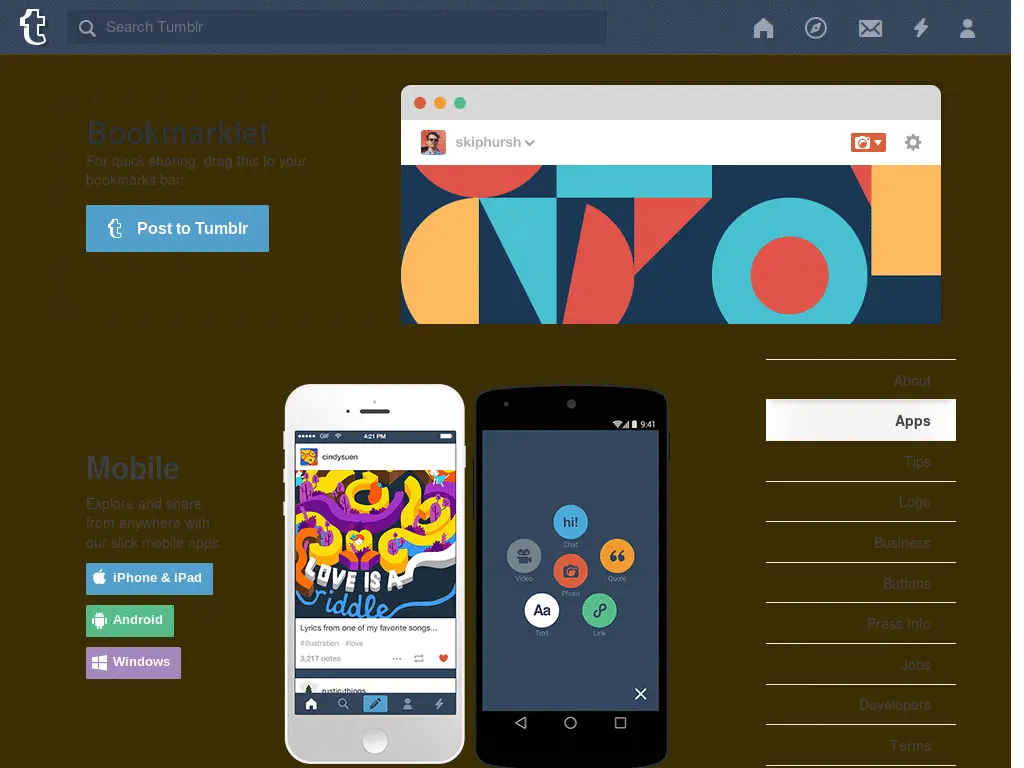 Search Tumblr
Bookmarklet
For quick sharing, drag this to your
bookmarks bar:
Post to Tumblr
skiphursh
About
Apps
Tips
Logo
Business
Buttons
Press Info
Jobs
Developers
Terms
Mobile
Explore and share
from anywhere with
our slick mobile apps.
iPhone & iPad
Android
Windows
GIF
4:21 PM
cindysuen
LOVE IS A
riddle
Lyrics from one of my favorite songs...
#illustration #love
3,217 notes
rustic-things
9:41
hi!
Chat
Video
Quote
Photo
Aa
Text
Link